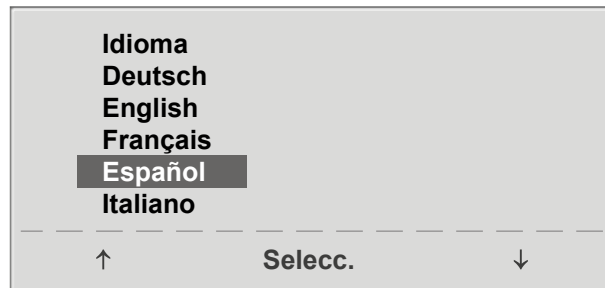 Idioma
Deutsch
English
Français
Español
Italiano
↑ Selecc. ↓